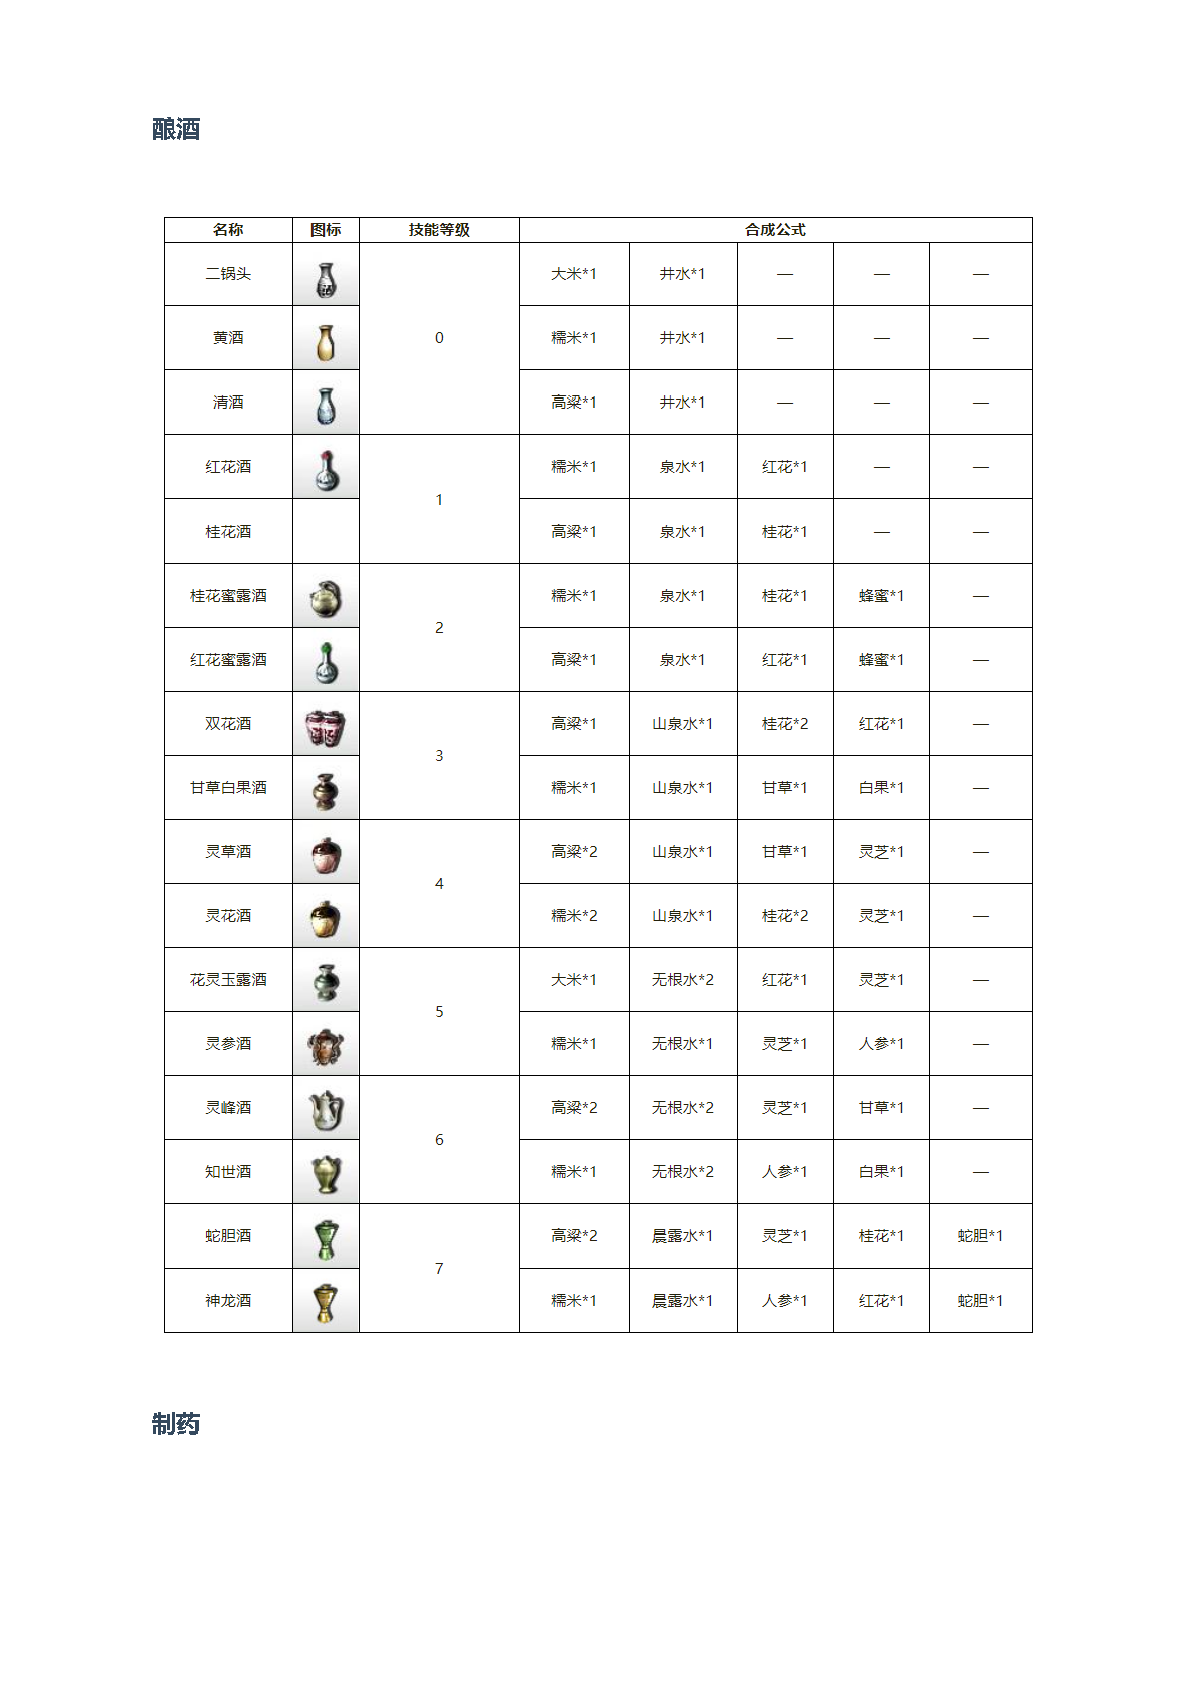 酿酒
名称 图标 技能等级 合成公式
二锅头 0 大米*1 井水*1 — — —
黄酒 糯米*1 井水*1 — — —
清酒 高粱*1 井水*1 — — —
红花酒 1 糯米*1 泉水*1 红花*1 — —
桂花酒 高粱*1 泉水*1 桂花*1 — —
桂花蜜露酒 2 糯米*1 泉水*1 桂花*1 蜂蜜*1 —
红花蜜露酒 高粱*1 泉水*1 红花*1 蜂蜜*1 —
双花酒 3 高粱*1 山泉水*1 桂花*2 红花*1 —
甘草白果酒 糯米*1 山泉水*1 甘草*1 白果*1 —
灵草酒 4 高粱*2 山泉水*1 甘草*1 灵芝*1 —
灵花酒 糯米*2 山泉水*1 桂花*2 灵芝*1 —
花灵玉露酒 5 大米*1 无根水*2 红花*1 灵芝*1 —
灵参酒 糯米*1 无根水*1 灵芝*1 人参*1 —
灵峰酒 6 高粱*2 无根水*2 灵芝*1 甘草*1 —
知世酒 糯米*1 无根水*2 人参*1 白果*1 —
蛇胆酒 7 高粱*2 晨露水*1 灵芝*1 桂花*1 蛇胆*1
神龙酒 糯米*1 晨露水*1 人参*1 红花*1 蛇胆*1
制药